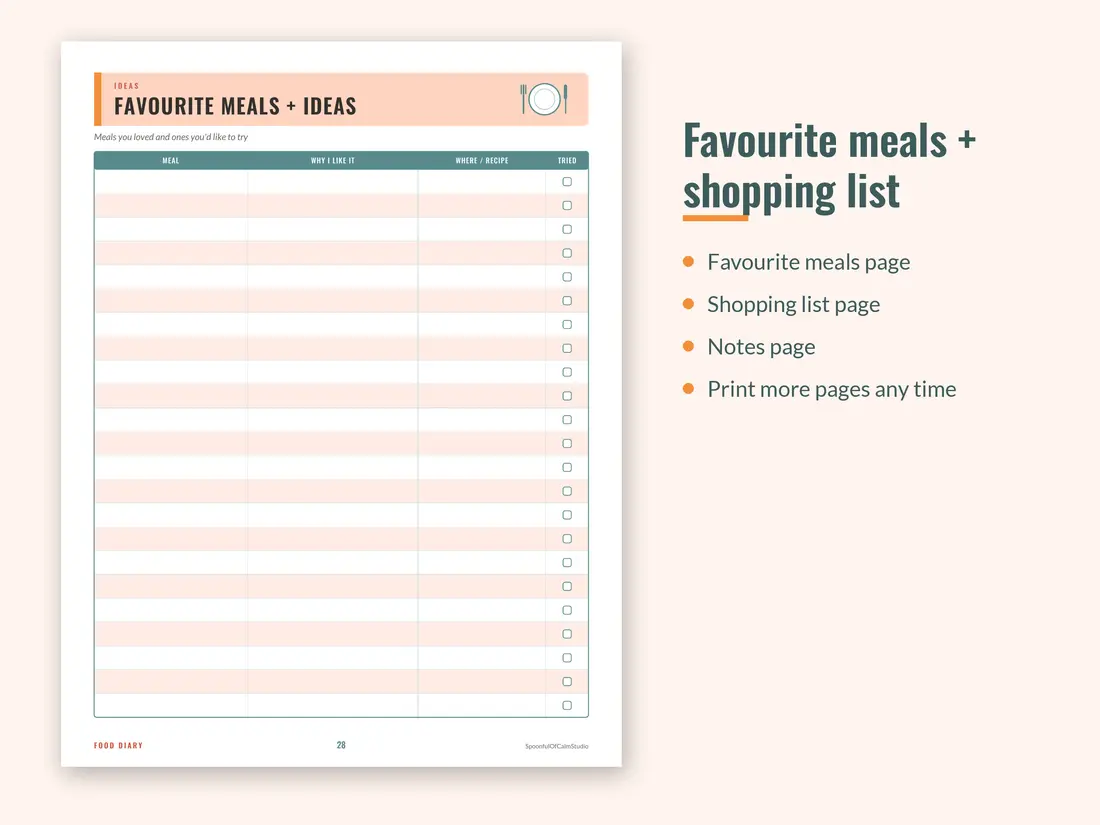 IDEAS
FAVOURITE MEALS + IDEAS
Meals you loved and ones you'd like to try
MEAL WHY I LIKE IT WHERE / RECIPE TRIED
FOOD DIARY 28 SpoonfulOfCalmStudio
Favourite meals +
shopping list
Favourite meals page
Shopping list page
Notes page
Print more pages any time